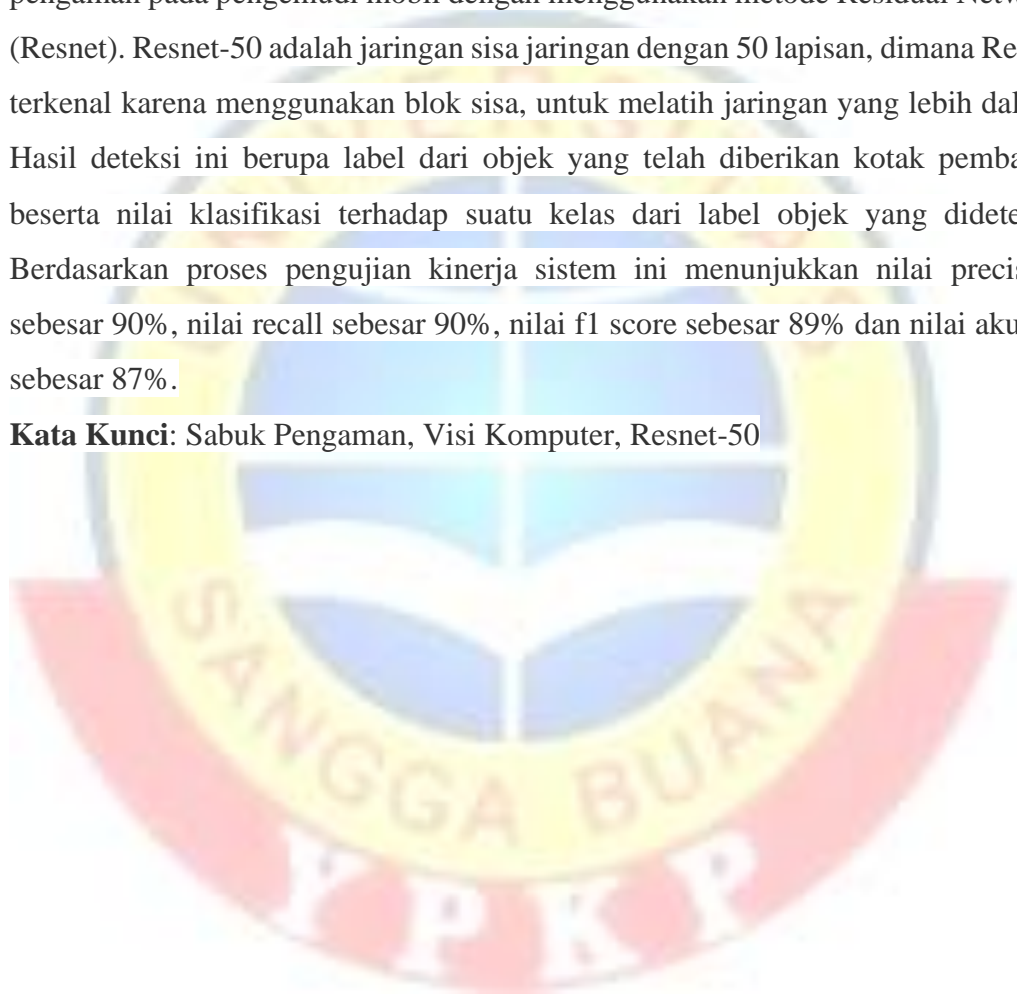 pengaman pada pengemudi mobil dengan menggunakan metode Residual
(Resnet). Resnet-50 adalah jaringan sisa jaringan dengan 50 lapisan, dimana
terkenal karena menggunakan blok sisa, untuk melatih jaringan yang lebih
Hasil deteksi ini berupa label dari objek yang telah diberikan kotak
beserta nilai klasifikasi terhadap suatu kelas dari label objek yang
Berdasarkan proses pengujian kinerja sistem ini menunjukkan nilai
sebesar 90%, nilai recall sebesar 90%, nilai f1 score sebesar 89% dan nilai
sebesar 87%.
Kata Kunci: Sabuk Pengaman, Visi Komputer, Resnet-50
SANGGA BUANA
YPKP